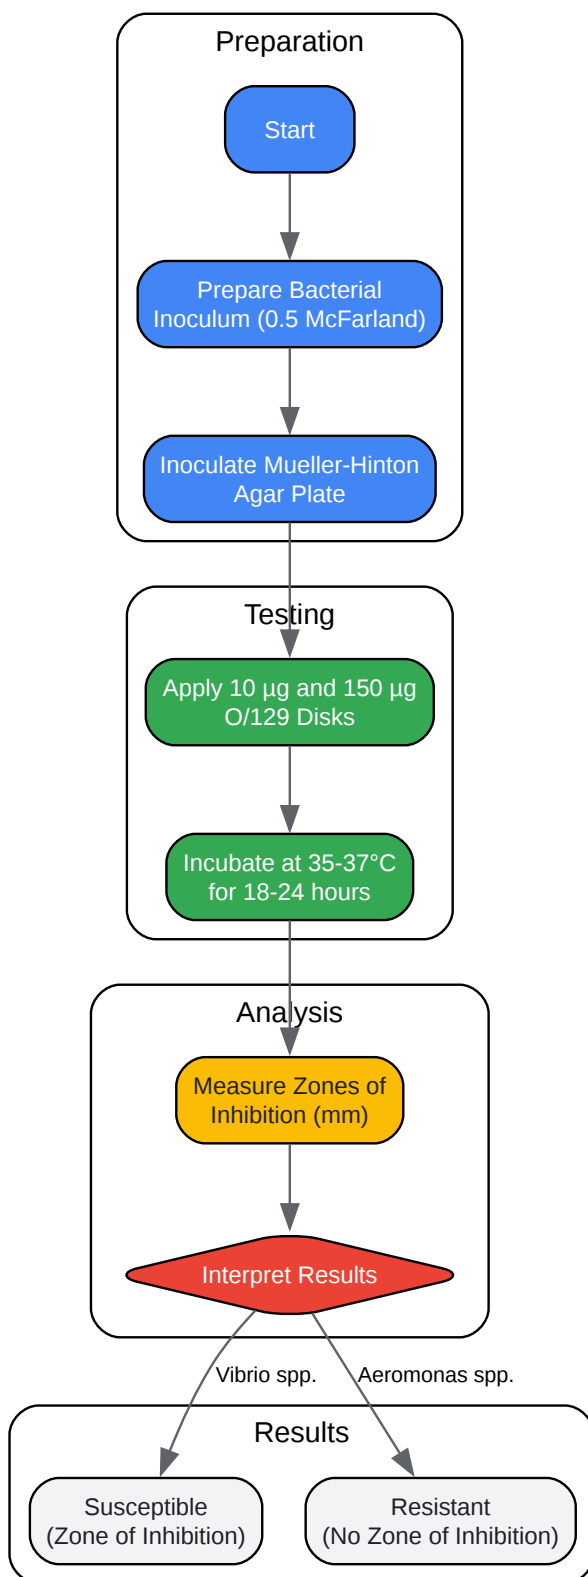 Preparation
Start
Prepare Bacterial
Inoculum (0.5 McFarland)
Inoculate Mueller-Hinton
Agar Plate
Testing
Apply 10 µg and 150 µg
O/129 Disks
Incubate at 35-37°C
for 18-24 hours
Analysis
Measure Zones of
Inhibition (mm)
Interpret Results
Vibrio spp.
Aeromonas spp.
Results
Susceptible
(Zone of Inhibition)
Resistant
(No Zone of Inhibition)